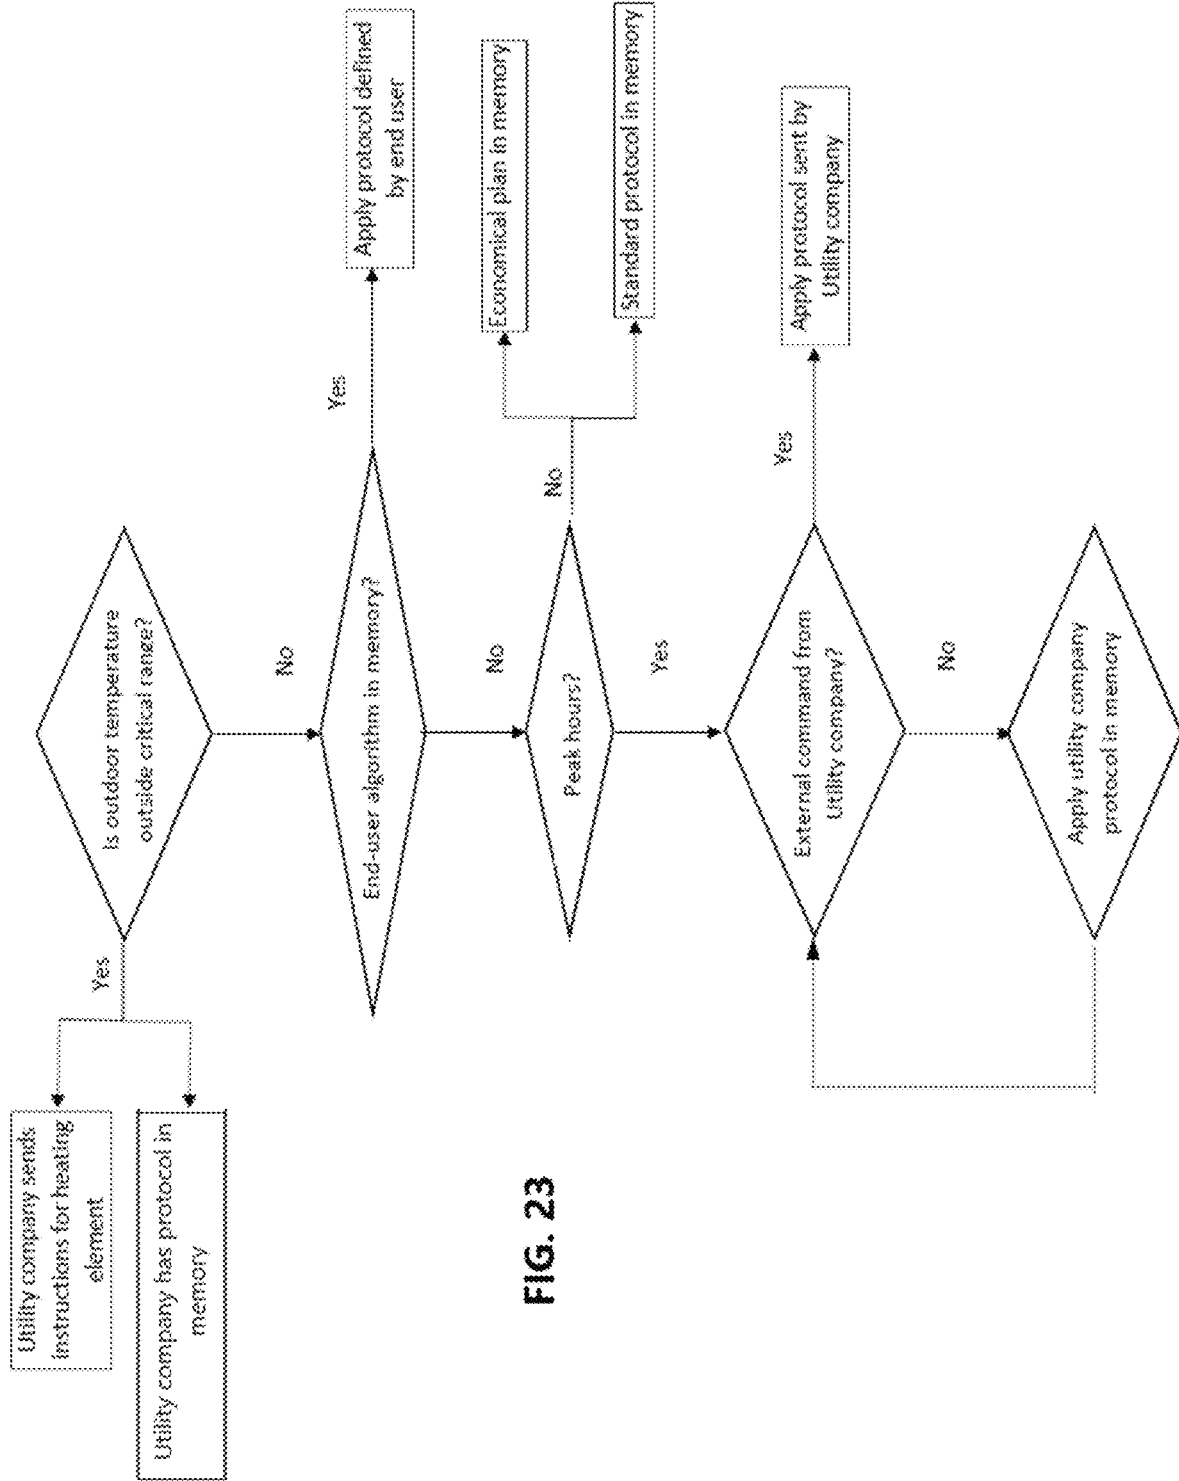 Is outdoor temperature
outside critical range?
Yes
Utility company sends
instructions for heating
element
Utility company has protocol in
memory
No
End-user algorithm in memory?
Yes
Apply protocol defined
by end user
No
Peak hours?
No
Economical plan in memory
Standard protocol in memory
Yes
External command from
Utility company?
Yes
Apply protocol sent by
Utility company
No
Apply utility company
protocol in memory
FIG. 23